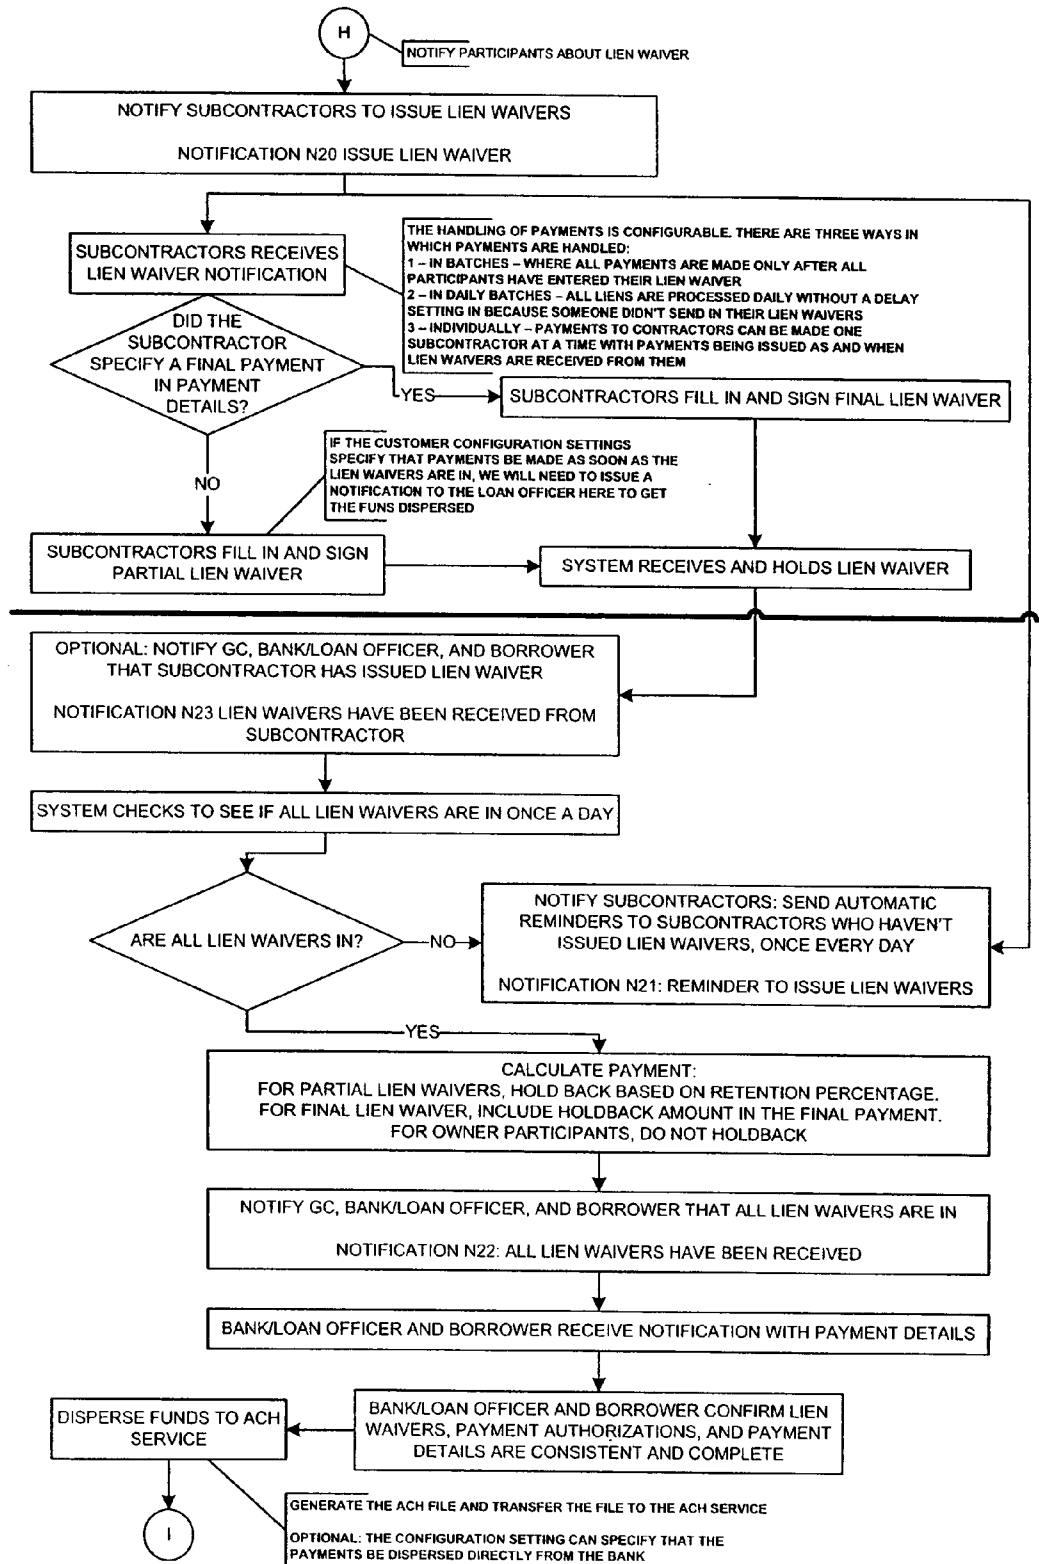 H
NOTIFY PARTICIPANTS ABOUT LIEN WAIVER
NOTIFY SUBCONTRACTORS TO ISSUE LIEN WAIVERS
NOTIFICATION N20 ISSUE LIEN WAIVER
SUBCONTRACTORS RECEIVES
LIEN WAIVER NOTIFICATION
THE HANDLING OF PAYMENTS IS CONFIGURABLE. THERE ARE THREE WAYS IN
WHICH PAYMENTS ARE HANDLED:
1 – IN BATCHES – WHERE ALL PAYMENTS ARE MADE ONLY AFTER ALL
PARTICIPANTS HAVE ENTERED THEIR LIEN WAIVER
2 – IN DAILY BATCHES – ALL LIENS ARE PROCESSED DAILY WITHOUT A DELAY
SETTING IN BECAUSE SOMEONE DIDN'T SEND IN THEIR LIEN WAIVERS
3 – INDIVIDUALLY – PAYMENTS TO CONTRACTORS CAN BE MADE ONE
SUBCONTRACTOR AT A TIME WITH PAYMENTS BEING ISSUED AS AND WHEN
LIEN WAIVERS ARE RECEIVED FROM THEM
DID THE
SUBCONTRACTOR
SPECIFY A FINAL PAYMENT
IN PAYMENT
DETAILS?
YES
SUBCONTRACTORS FILL IN AND SIGN FINAL LIEN WAIVER
NO
IF THE CUSTOMER CONFIGURATION SETTINGS
SPECIFY THAT PAYMENTS BE MADE AS SOON AS THE
LIEN WAIVERS ARE IN, WE WILL NEED TO ISSUE A
NOTIFICATION TO THE LOAN OFFICER HERE TO GET
THE FUNS DISPERSED
SUBCONTRACTORS FILL IN AND SIGN
PARTIAL LIEN WAIVER
SYSTEM RECEIVES AND HOLDS LIEN WAIVER
OPTIONAL: NOTIFY GC, BANK/LOAN OFFICER, AND BORROWER
THAT SUBCONTRACTOR HAS ISSUED LIEN WAIVER
NOTIFICATION N23 LIEN WAIVERS HAVE BEEN RECEIVED FROM
SUBCONTRACTOR
SYSTEM CHECKS TO SEE IF ALL LIEN WAIVERS ARE IN ONCE A DAY
ARE ALL LIEN WAIVERS IN?
NO
NOTIFY SUBCONTRACTORS: SEND AUTOMATIC
REMINDERS TO SUBCONTRACTORS WHO HAVEN'T
ISSUED LIEN WAIVERS, ONCE EVERY DAY
NOTIFICATION N21: REMINDER TO ISSUE LIEN WAIVERS
YES
CALCULATE PAYMENT:
FOR PARTIAL LIEN WAIVERS, HOLD BACK BASED ON RETENTION PERCENTAGE.
FOR FINAL LIEN WAIVER, INCLUDE HOLDBACK AMOUNT IN THE FINAL PAYMENT.
FOR OWNER PARTICIPANTS, DO NOT HOLDBACK
NOTIFY GC, BANK/LOAN OFFICER, AND BORROWER THAT ALL LIEN WAIVERS ARE IN
NOTIFICATION N22: ALL LIEN WAIVERS HAVE BEEN RECEIVED
BANK/LOAN OFFICER AND BORROWER RECEIVE NOTIFICATION WITH PAYMENT DETAILS
BANK/LOAN OFFICER AND BORROWER CONFIRM LIEN
WAIVERS, PAYMENT AUTHORIZATIONS, AND PAYMENT
DETAILS ARE CONSISTENT AND COMPLETE
DISPERSE FUNDS TO ACH
SERVICE
GENERATE THE ACH FILE AND TRANSFER THE FILE TO THE ACH SERVICE
OPTIONAL: THE CONFIGURATION SETTING CAN SPECIFY THAT THE
PAYMENTS BE DISPERSED DIRECTLY FROM THE BANK
I